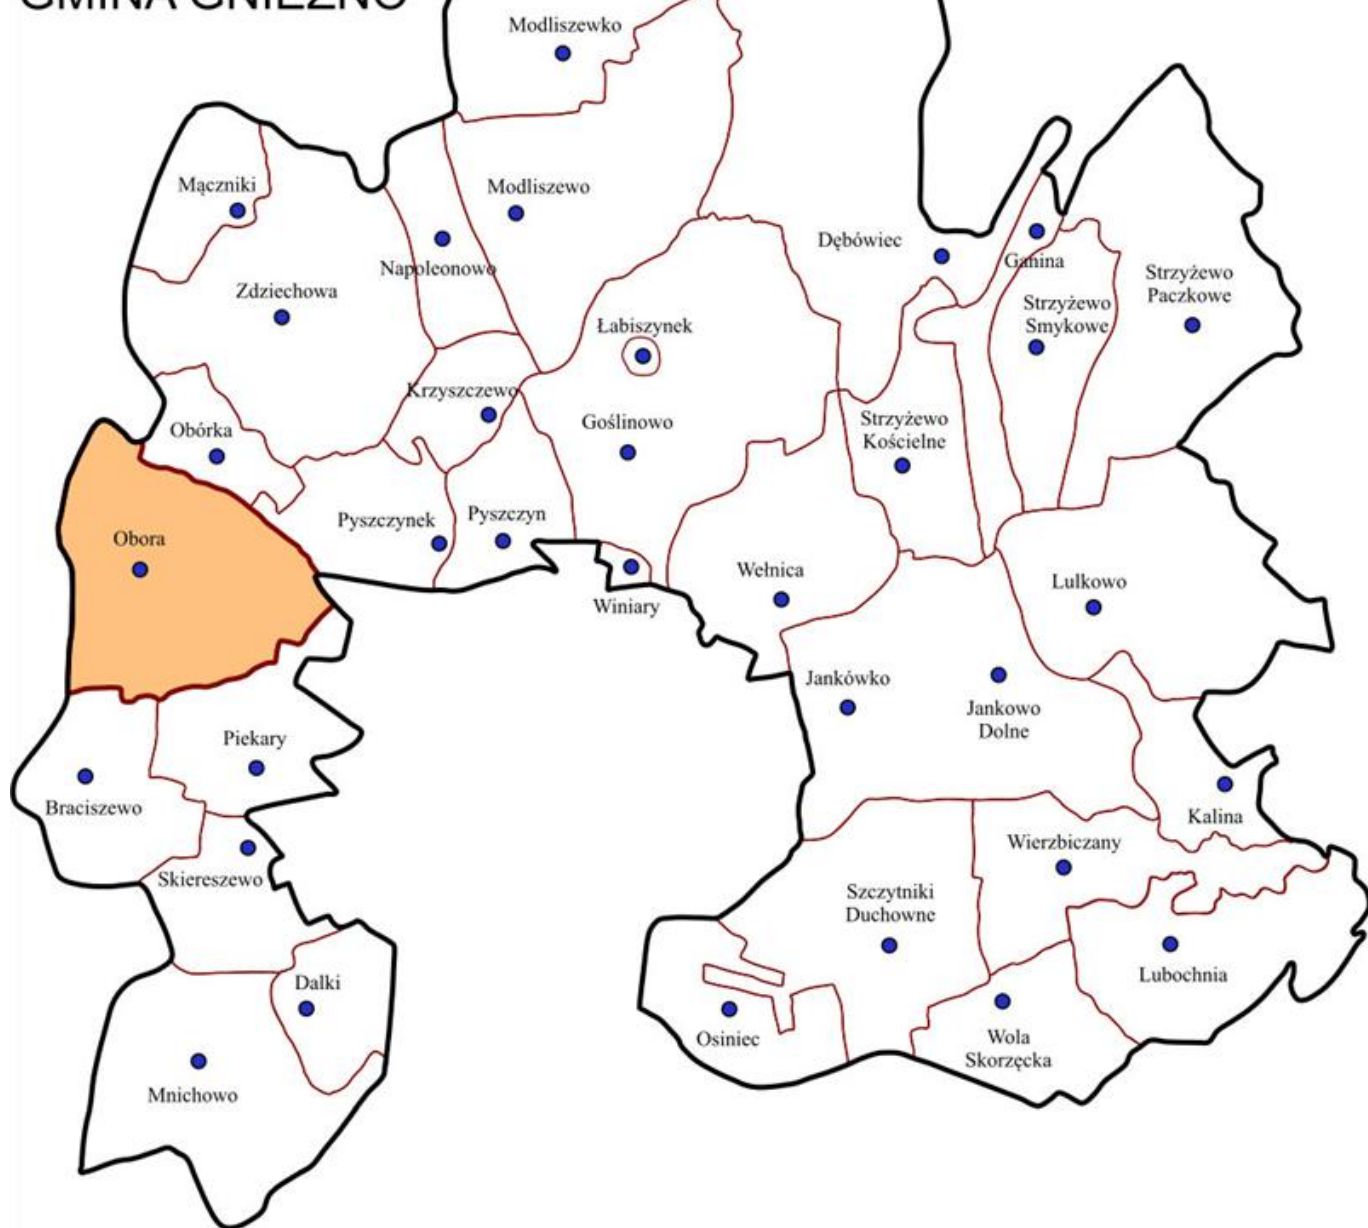 GMINA GNIEZNO
Modliszewko
Mączniki
Modliszewo
Dębówiec
Napoleonowo
Ganina
Zdziechowa
Strzyżewo
Paczkowe
Strzyżewo
Smykowe
Łabiszynek
Krzyszczewo
Obórka
Goślinowo
Strzyżewo
Kościelne
Pyszczynek
Pyszczyn
Obora
Wełnica
Lulkowo
Winiary
Jankówko
Jankowo
Dolne
Piekary
Braciszewo
Kalina
Wierzbiczany
Skiereszewo
Szczytniki
Duchowne
Lubochnia
Dalki
Osiniec
Wola
Skorzęcka
Mnichowo